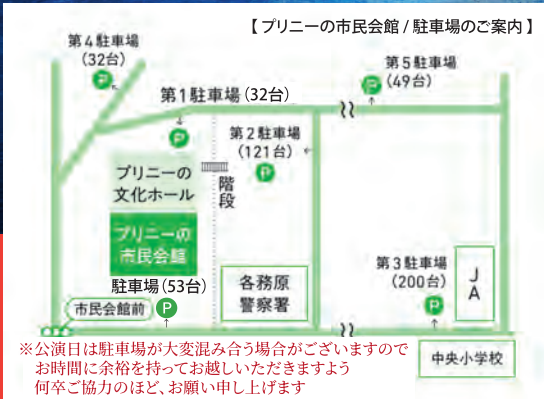 【 プリニーの市民会館 / 駐車場のご案内 】
第4駐車場
(32台)
P
第5駐車場
(49台)
P
第1駐車場(32台)
P
第2駐車場
(121台)
P
プリニーの
文化ホール
階段
プリニーの
市民会館
駐車場(53台)
P
市民会館前
各務原
警察署
第3駐車場
(200台)
P
JA
中央小学校
※公演日は駐車場が大変混み合う場合がございますので
お時間に余裕を持ってお越しいただきますよう
何卒ご協力のほど、お願い申し上げます